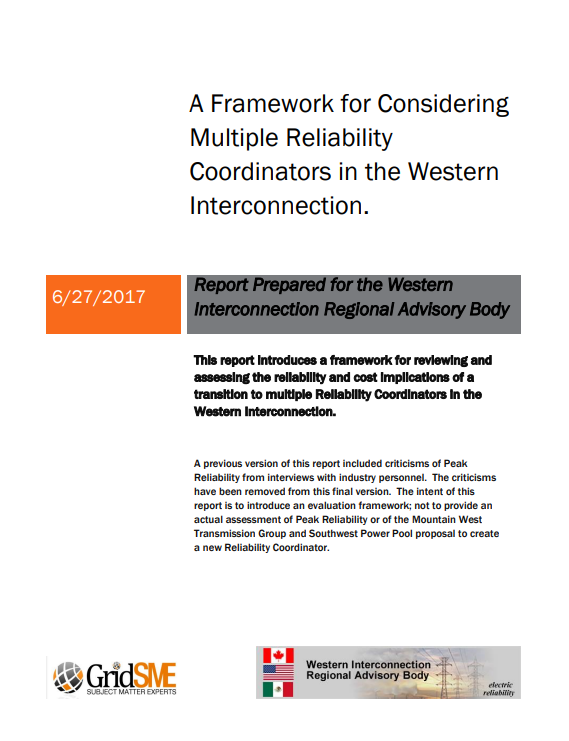 A Framework for Considering
Multiple Reliability
Coordinators in the Western
Interconnection.
6/27/2017
Report Prepared for the Western
Interconnection Regional Advisory Body
This report introduces a framework for reviewing and
assessing the reliability and cost implications of a
transition to multiple Reliability Coordinators in the
Western Interconnection.
A previous version of this report included criticisms of Peak
Reliability from interviews with industry personnel. The criticisms
have been removed from this final version. The intent of this
report is to introduce an evaluation framework; not to provide an
actual assessment of Peak Reliability or of the Mountain West
Transmission Group and Southwest Power Pool proposal to create
a new Reliability Coordinator.
GridSME
SUBJECT MATTER EXPERTS
Western Interconnection
Regional Advisory Body
electric
reliability